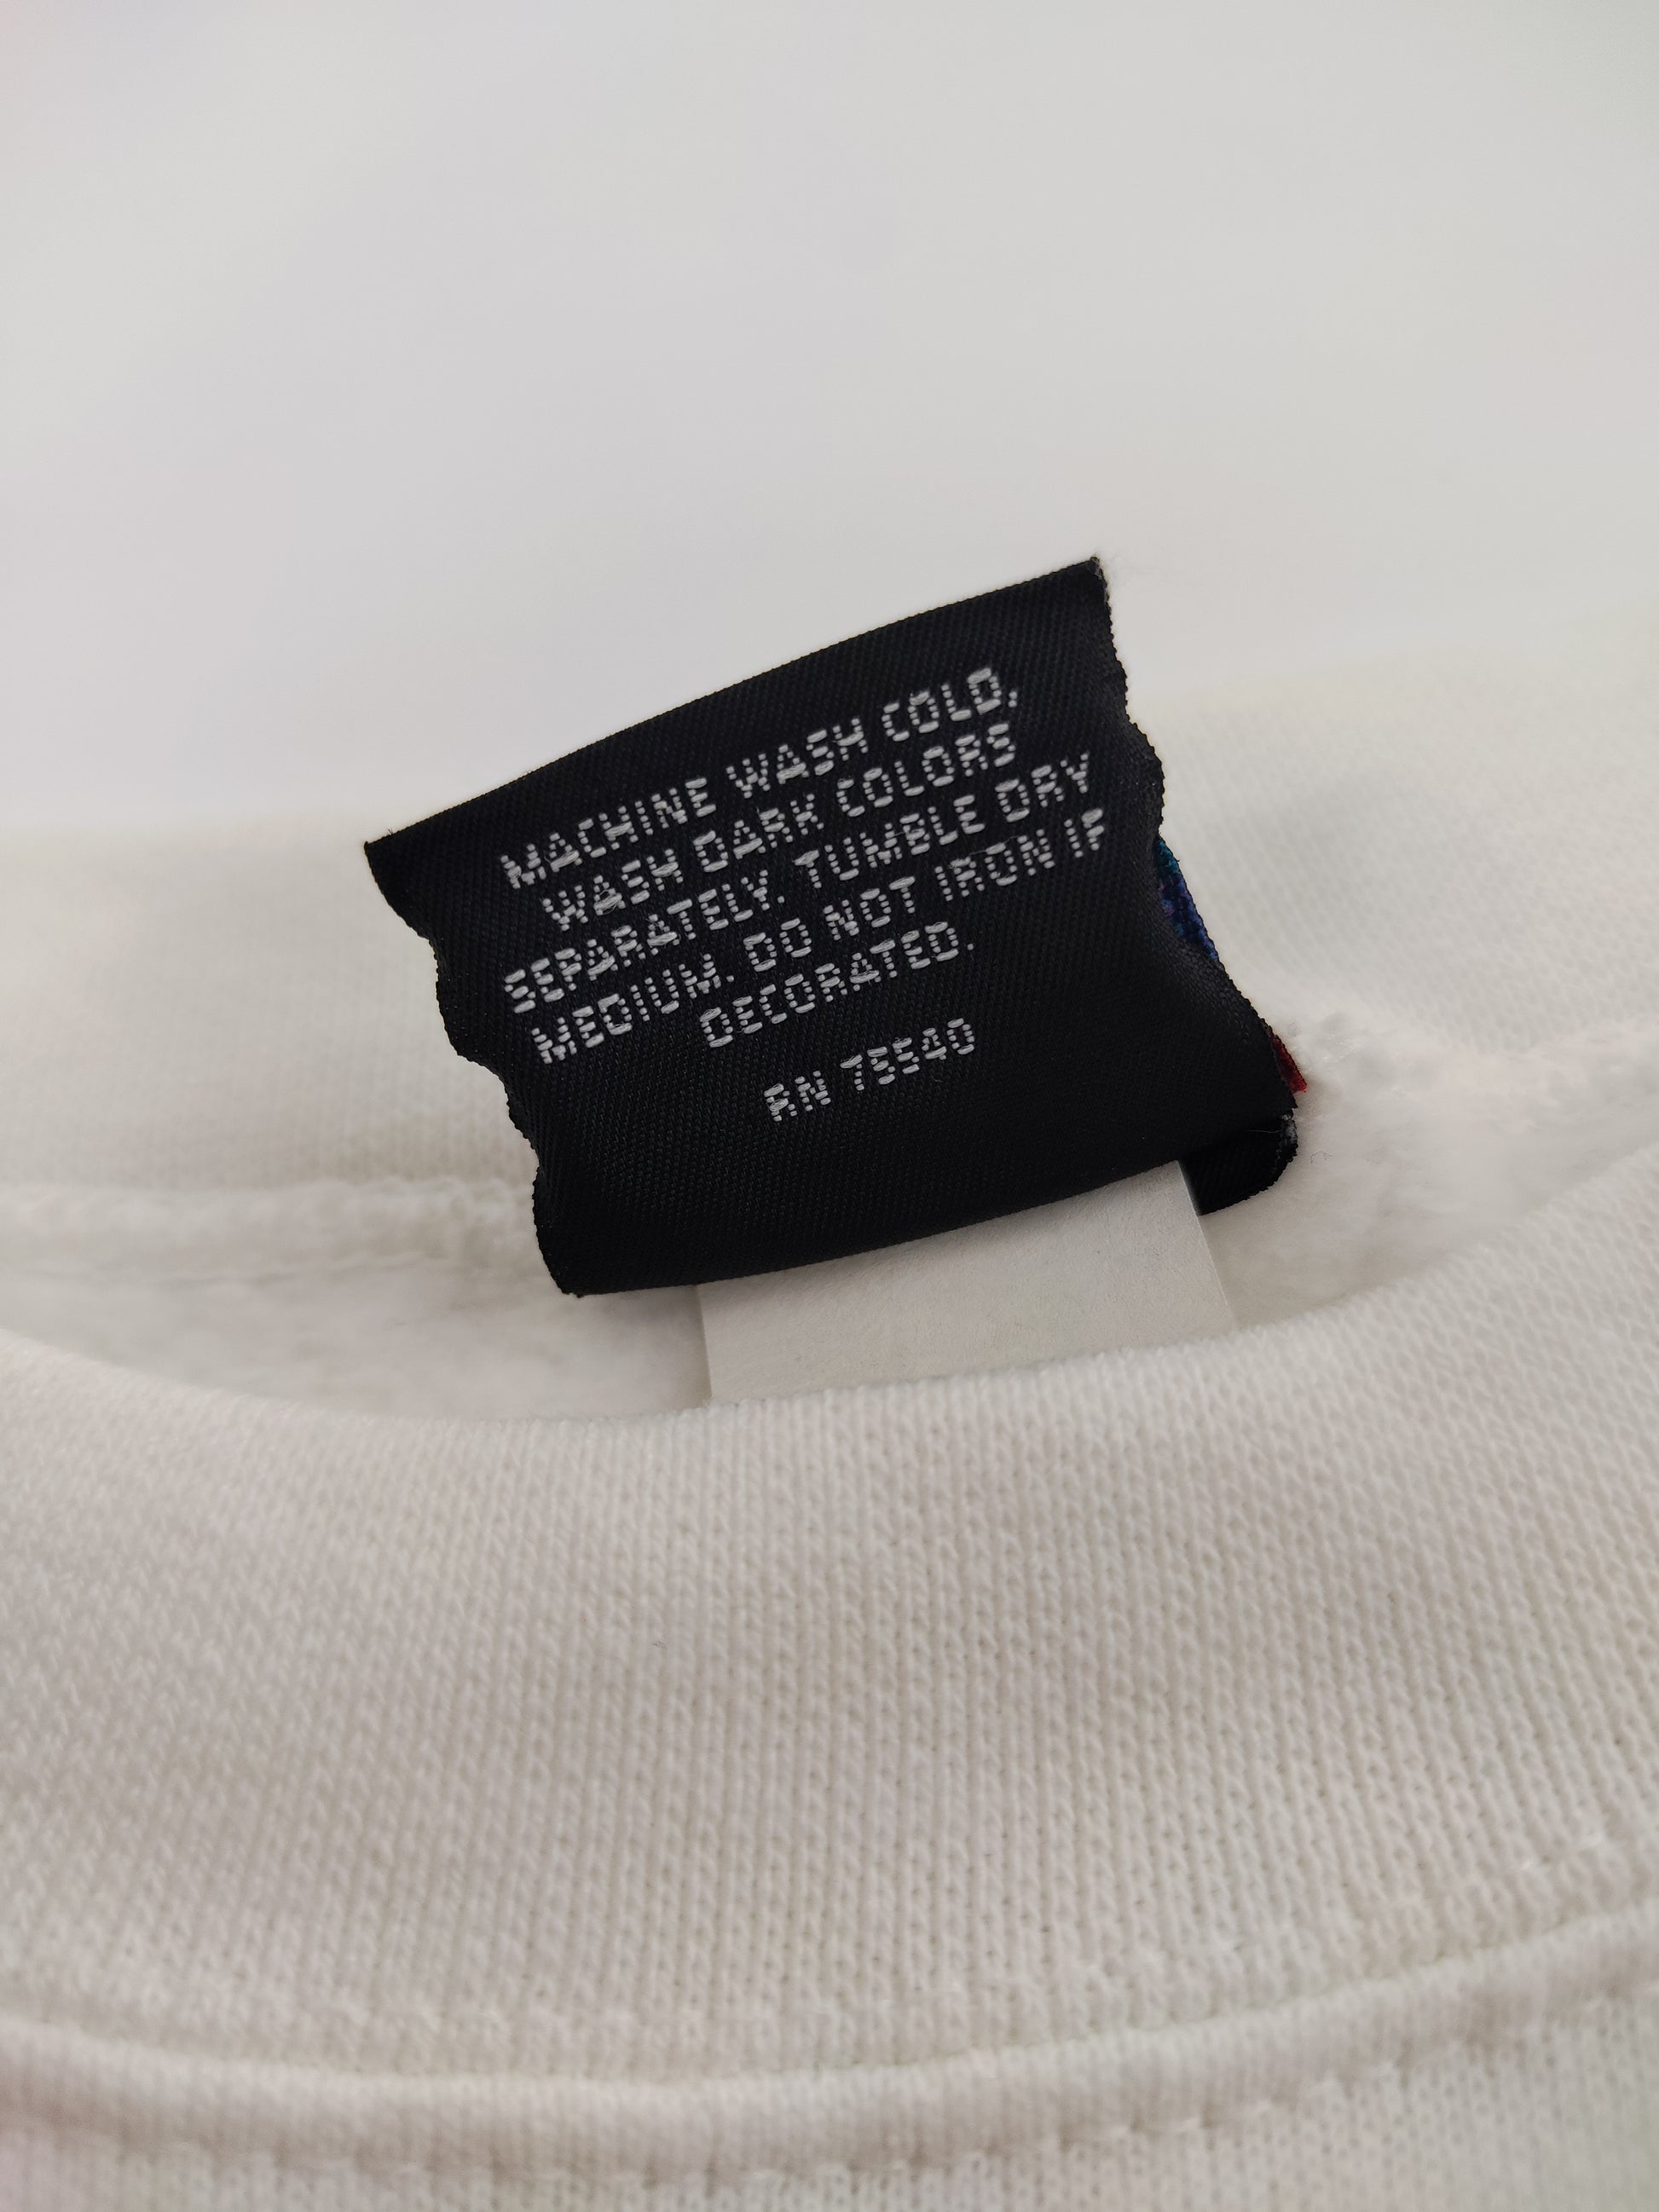 MACHINE WASH COLD,
WASH DARK COLORS
SEPARATELY. TUMBLE DRY
MEDIUM. DO NOT IRON IF
DECORATED.
RN 75540